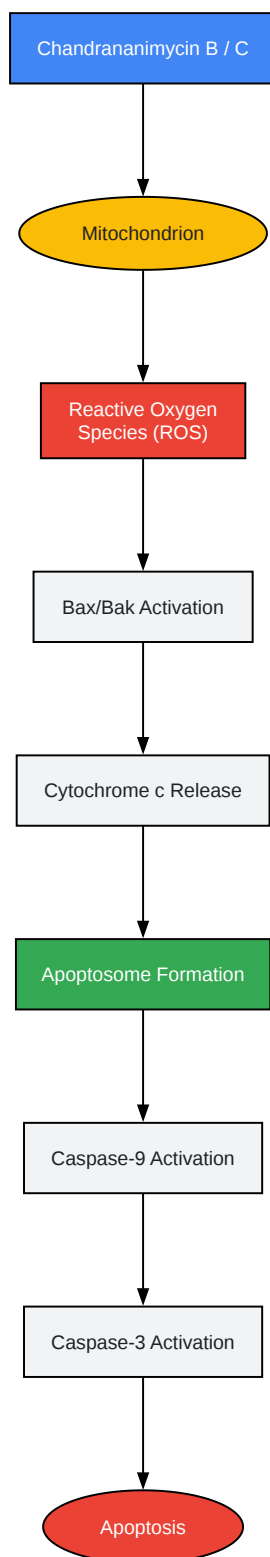 Chandrananimycin B / C
Mitochondrion
Reactive Oxygen
Species (ROS)
Bax/Bak Activation
Cytochrome c Release
Apoptosome Formation
Caspase-9 Activation
Caspase-3 Activation
Apoptosis